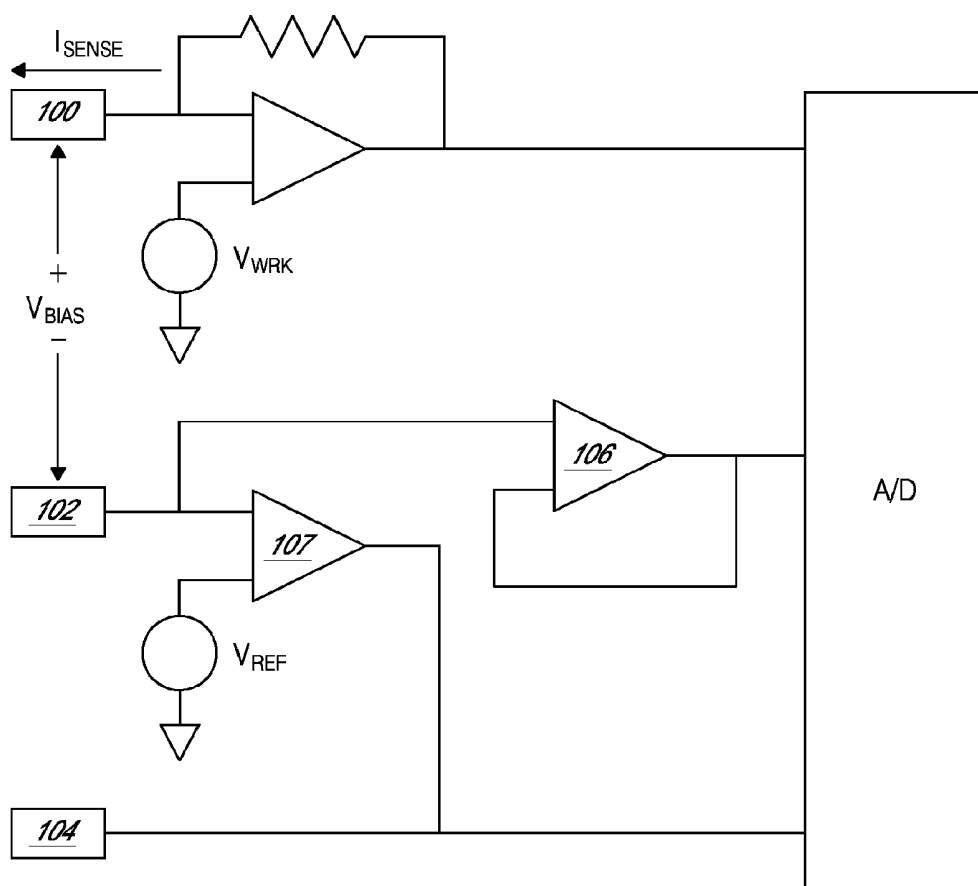 I_SENSE
100
V_WRK
+
V_BIAS
−
106
102
107
A/D
V_REF
104